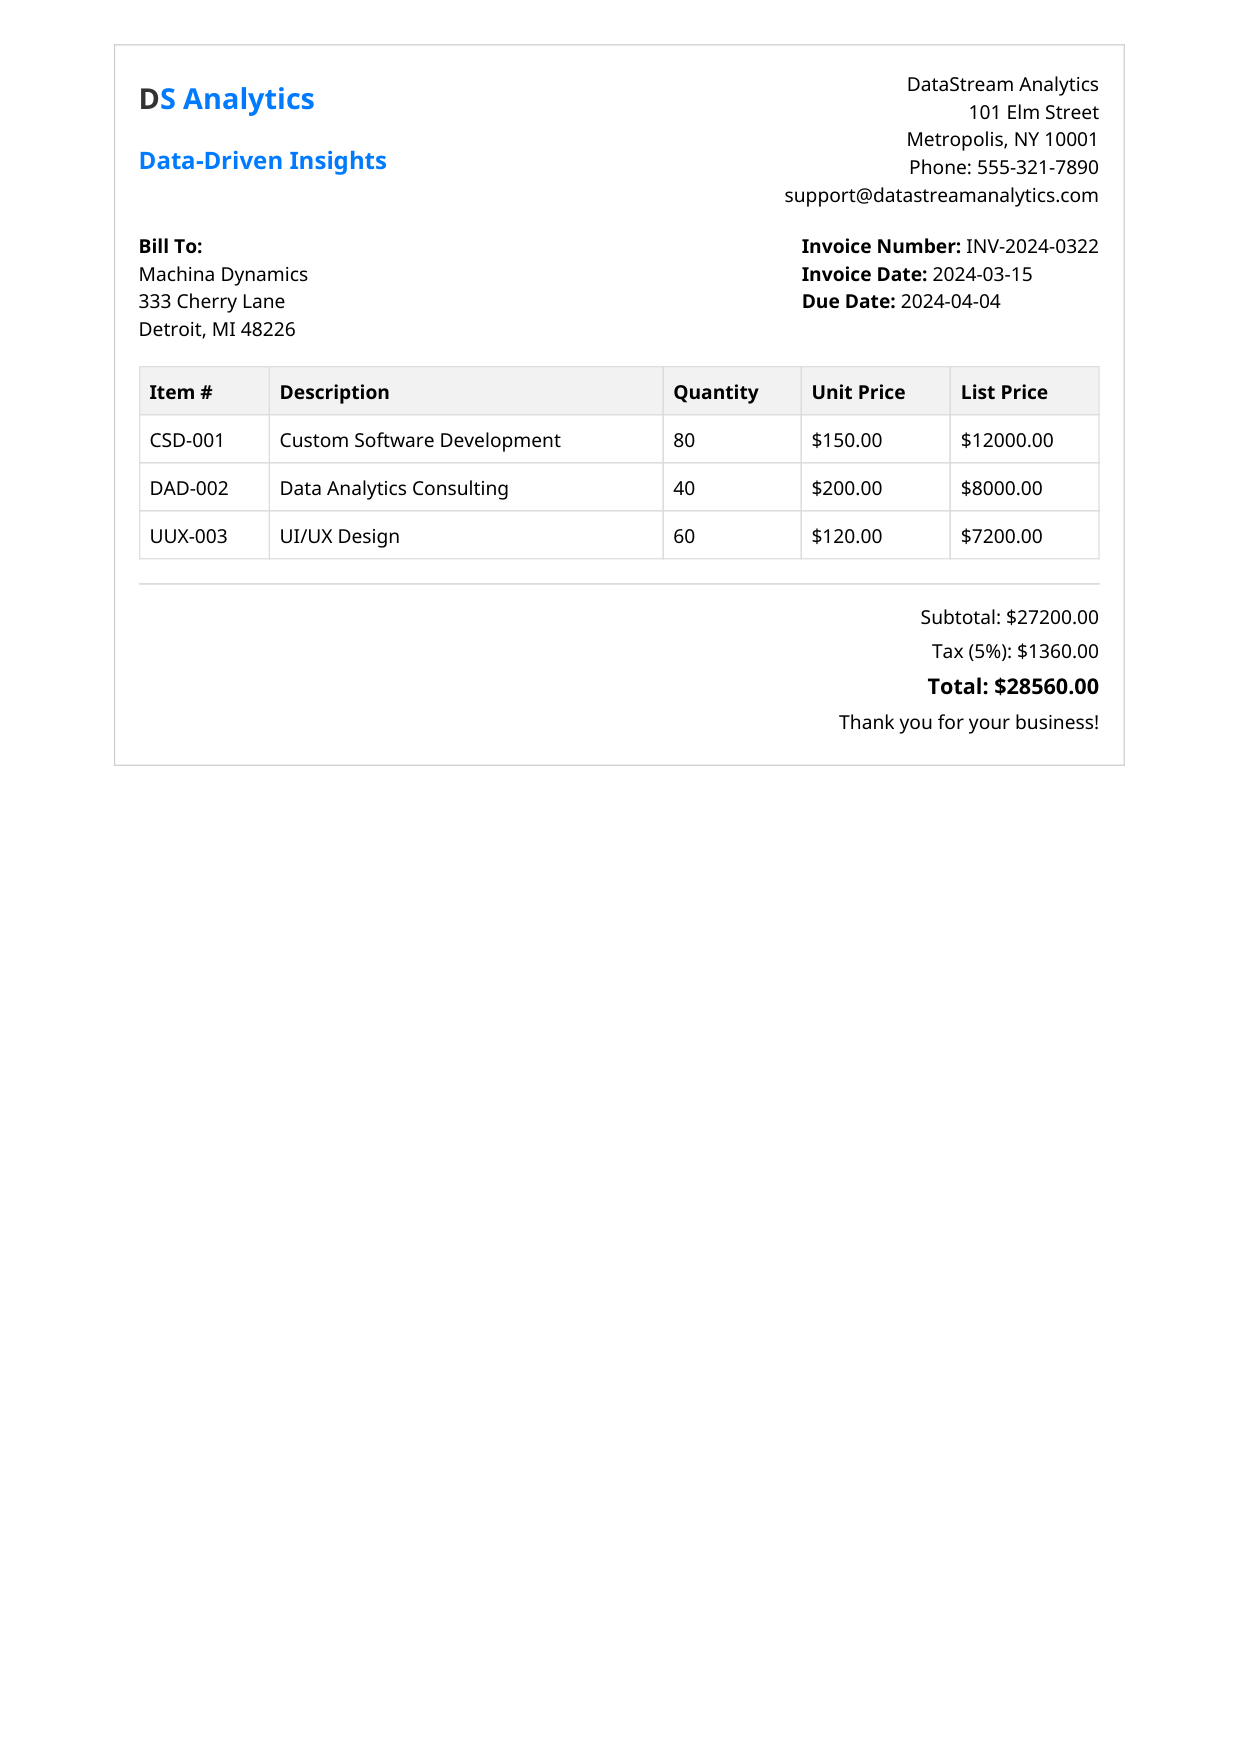 DS Analytics
Data-Driven Insights
DataStream Analytics
101 Elm Street
Metropolis, NY 10001
Phone: 555-321-7890
support@datastreamanalytics.com
Bill To:
Machina Dynamics
333 Cherry Lane
Detroit, MI 48226
Invoice Number: INV-2024-0322
Invoice Date: 2024-03-15
Due Date: 2024-04-04
Item # Description Quantity Unit Price List Price
CSD-001 Custom Software Development 80 $150.00 $12000.00
DAD-002 Data Analytics Consulting 40 $200.00 $8000.00
UUX-003 UI/UX Design 60 $120.00 $7200.00
Subtotal: $27200.00
Tax (5%): $1360.00
Total: $28560.00
Thank you for your business!